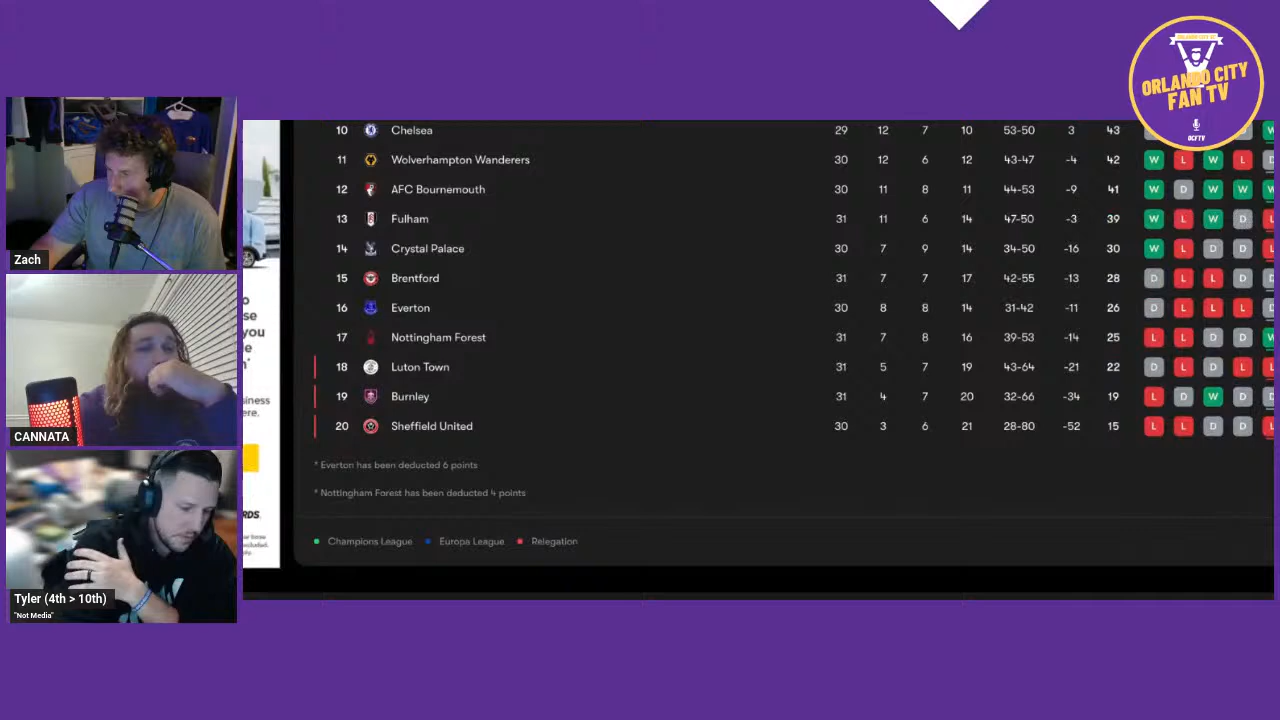 ORLANDO CITY
FAN TV
OCFTV
Zach
CANNATA
Tyler (4th > 10th)
"Not Media"
10 Chelsea 29 12 7 10 53-50 3 43
11 Wolverhampton Wanderers 30 12 6 12 43-47 -4 42 W L W L D
12 AFC Bournemouth 30 11 8 11 44-53 -9 41 W D W W W
13 Fulham 31 11 6 14 47-50 -3 39 W L W D L
14 Crystal Palace 30 7 9 14 34-50 -16 30 W L D D L
15 Brentford 31 7 7 17 42-55 -13 28 D L L D D
16 Everton 30 8 8 14 31-42 -11 26 D L L L D
17 Nottingham Forest 31 7 8 16 39-53 -14 25 L L D D W
18 Luton Town 31 5 7 19 43-64 -21 22 D L D L L
19 Burnley 31 4 7 20 32-66 -34 19 L D W D D
20 Sheffield United 30 3 6 21 28-80 -52 15 L L D D L
* Everton has been deducted 6 points
* Nottingham Forest has been deducted 4 points
Champions League Europa League Relegation